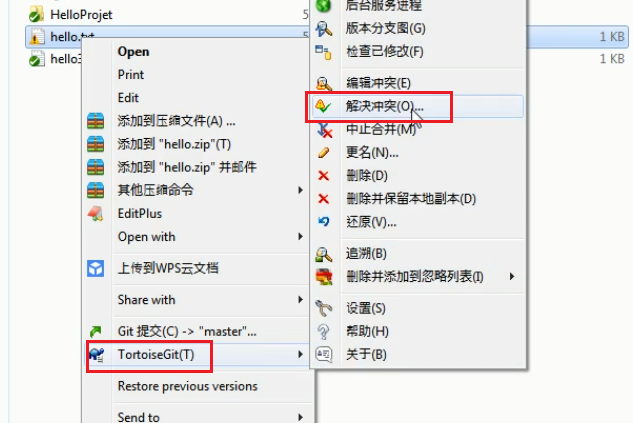 HelloProjet
5
hello.txt
5
1 KB
hello3
1 KB
Open
Print
Edit
添加到压缩文件(A) ...
添加到 "hello.zip"(T)
添加到 "hello.zip" 并邮件
其他压缩命令
EditPlus
Open with
上传到WPS云文档
Share with
Git 提交(C) -> "master"...
TortoiseGit(T)
Restore previous versions
Send to
后台服务进程
版本分支图(G)
检查已修改(F)
编辑冲突(E)
解决冲突(O)...
中止合并(M)
更名(N)...
删除(D)
删除并保留本地副本(D)
还原(V)...
追溯(B)
删除并添加到忽略列表(I)
设置(S)
帮助(H)
关于(B)